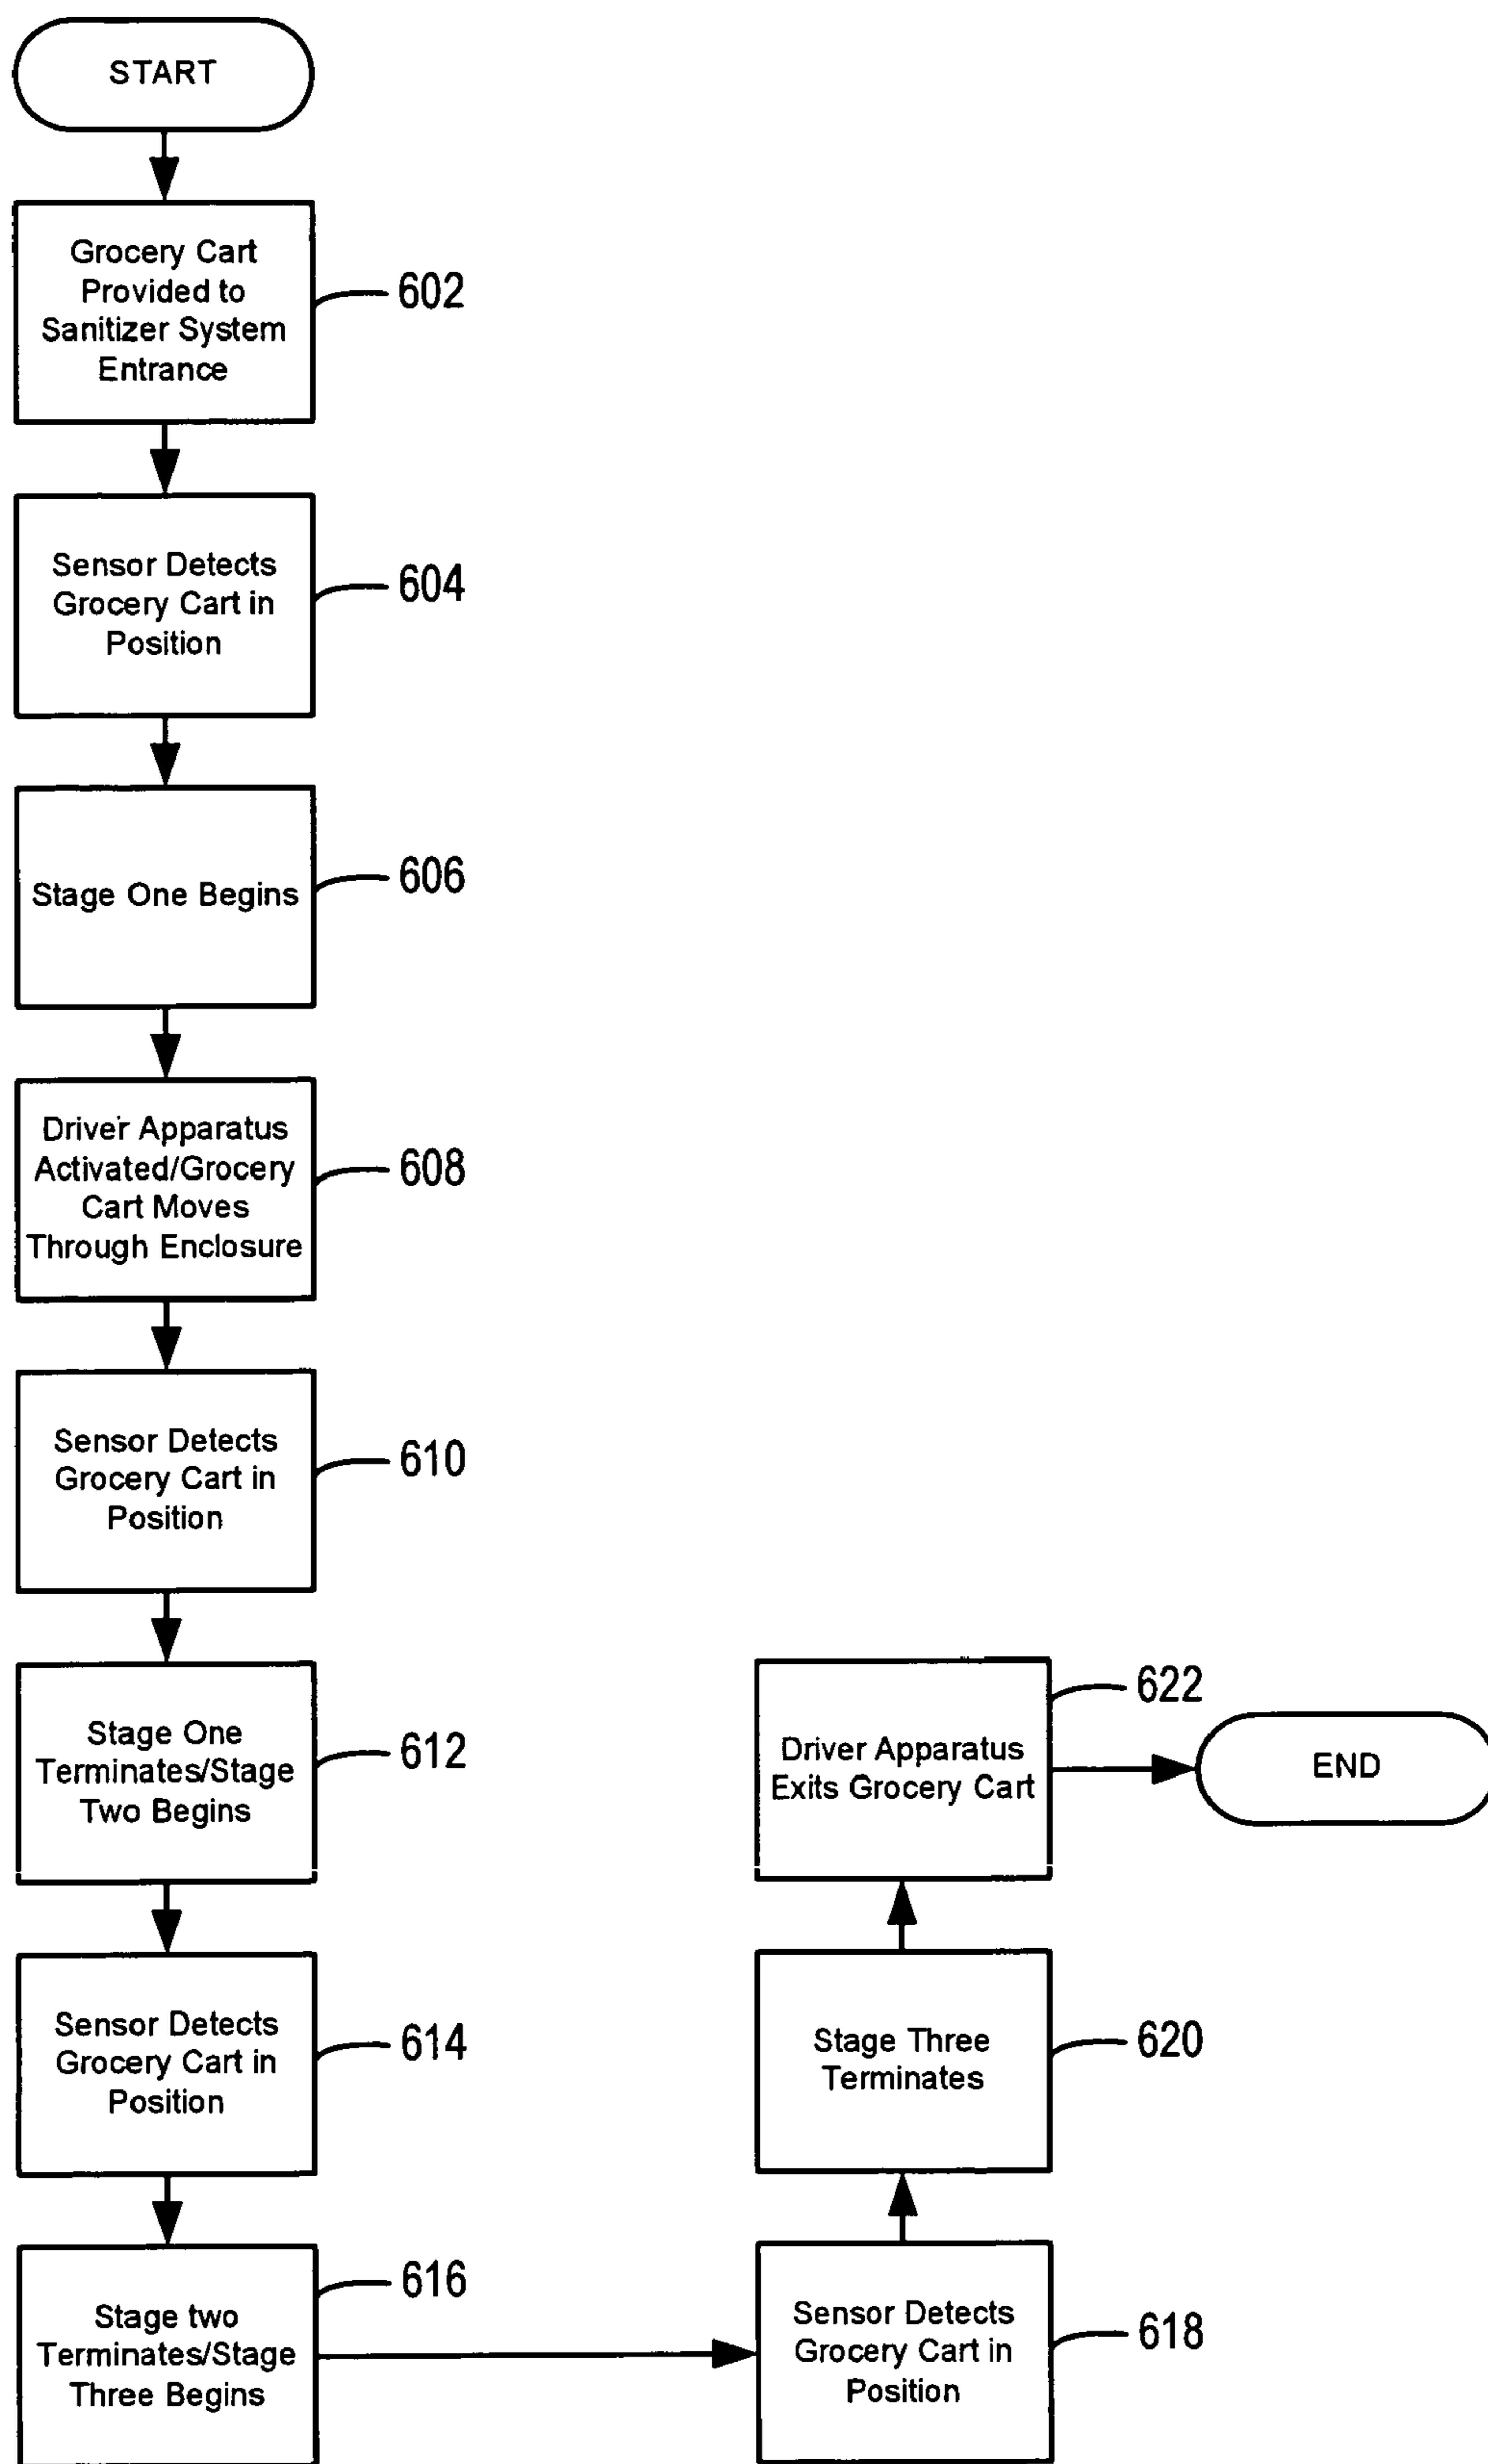 START
Grocery Cart
Provided to
Sanitizer System
Entrance
602
Sensor Detects
Grocery Cart in
Position
604
Stage One Begins
606
Driver Apparatus
Activated/Grocery
Cart Moves
Through Enclosure
608
Sensor Detects
Grocery Cart in
Position
610
Stage One
Terminates/Stage
Two Begins
612
Sensor Detects
Grocery Cart in
Position
614
Stage two
Terminates/Stage
Three Begins
616
Sensor Detects
Grocery Cart in
Position
618
Stage Three
Terminates
620
Driver Apparatus
Exits Grocery Cart
622
END